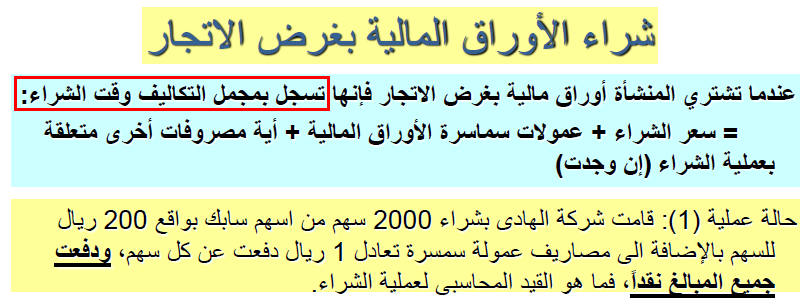 شراء الأوراق المالية بغرض الاتجار
عندما تشتري المنشأة أوراق مالية بغرض الاتجار فإنها تسجل بمجمل التكاليف وقت الشراء:
= سعر الشراء + عمولات سماسرة الأوراق المالية + أية مصروفات أخرى متعلقة
بعملية الشراء (إن وجدت)
حالة عملية (1): قامت شركة الهادى بشراء 2000 سهم من اسهم سابك بواقع 200 ريال
للسهم بالإضافة الى مصاريف عمولة سمسرة تعادل 1 ريال دفعت عن كل سهم، ودفعت
جميع المبالغ نقداً، فما هو القيد المحاسبى لعملية الشراء.